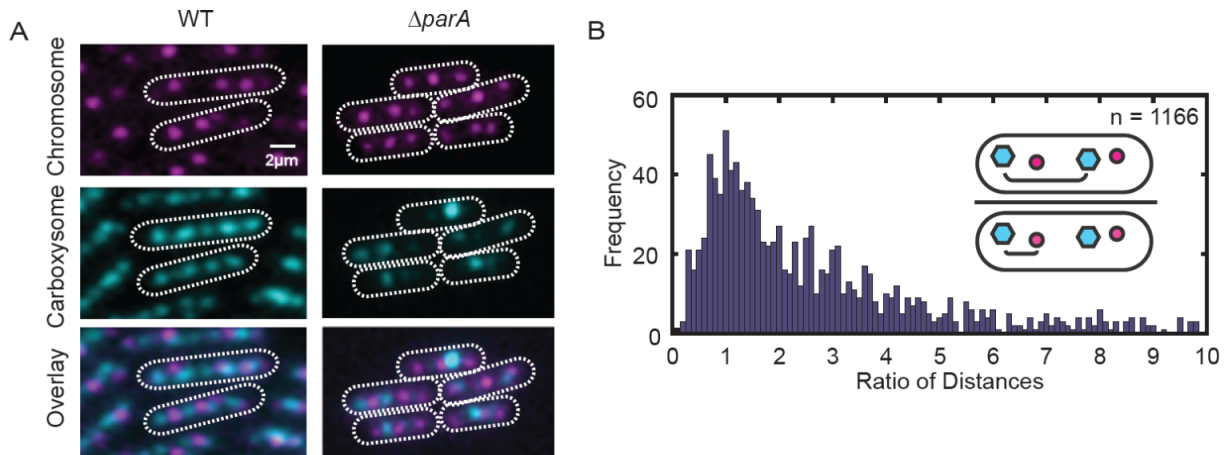 A
WT
ΔparA
Chromosome
2μm
Carboxysome
Overlay
B
n = 1166
60
40
20
0
Frequency
0 1 2 3 4 5 6 7 8 9 10
Ratio of Distances